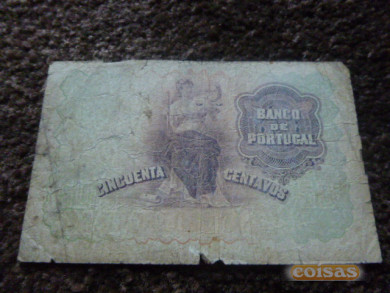 BANCO
DE
PORTUGAL
CINCOENTA CENTAVOS
coisas